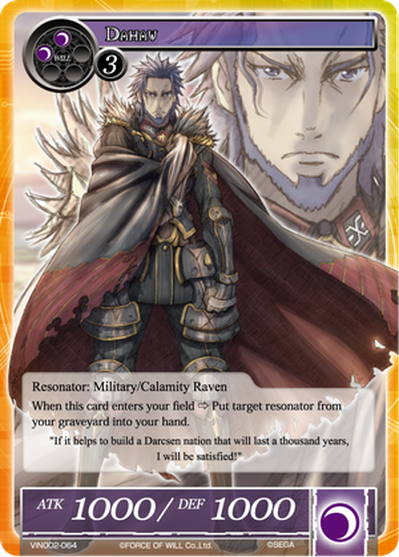 Dahaw
WILL
3
Resonator: Military/Calamity Raven
When this card enters your field ⇨ Put target resonator from
your graveyard into your hand.
"If it helps to build a Darcsen nation that will last a thousand years,
I will be satisfied!"
ATK 1000 / DEF 1000
VIN002-064 ©FORCE OF WILL Co.,Ltd. ©SEGA